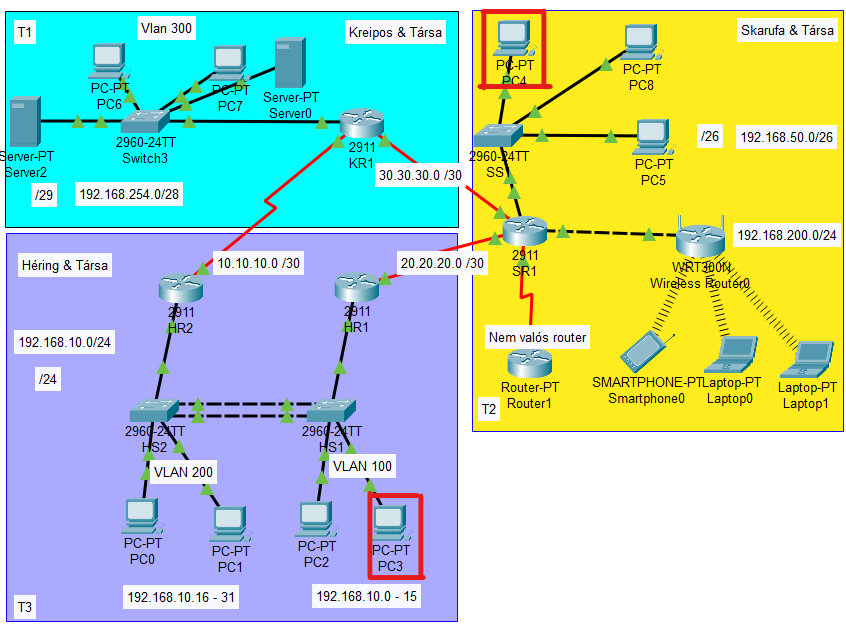 T1
Vlan 300
Kreipos & Társa
PC-PT
PC6
PC-PT
PC7
Server-PT
Server0
Server-PT
Server2
2960-24TT
Switch3
2911
KR1
/29
192.168.254.0/28
30.30.30.0 /30
Skarufa & Társa
PC-PT
PC4
PC-PT
PC8
2960-24TT
SS
PC-PT
PC5
/26
192.168.50.0/26
2911
SR1
WRT300N
Wireless Router0
192.168.200.0/24
Nem valós router
Router-PT
Router1
SMARTPHONE-PT
Smartphone0
Laptop-PT
Laptop0
Laptop-PT
Laptop1
T2
Héring & Társa
10.10.10.0 /30
20.20.20.0 /30
2911
HR2
2911
HR1
192.168.10.0/24
/24
2960-24TT
HS2
2960-24TT
HS1
VLAN 200
VLAN 100
PC-PT
PC0
PC-PT
PC1
PC-PT
PC2
PC-PT
PC3
192.168.10.16 - 31
192.168.10.0 - 15
T3